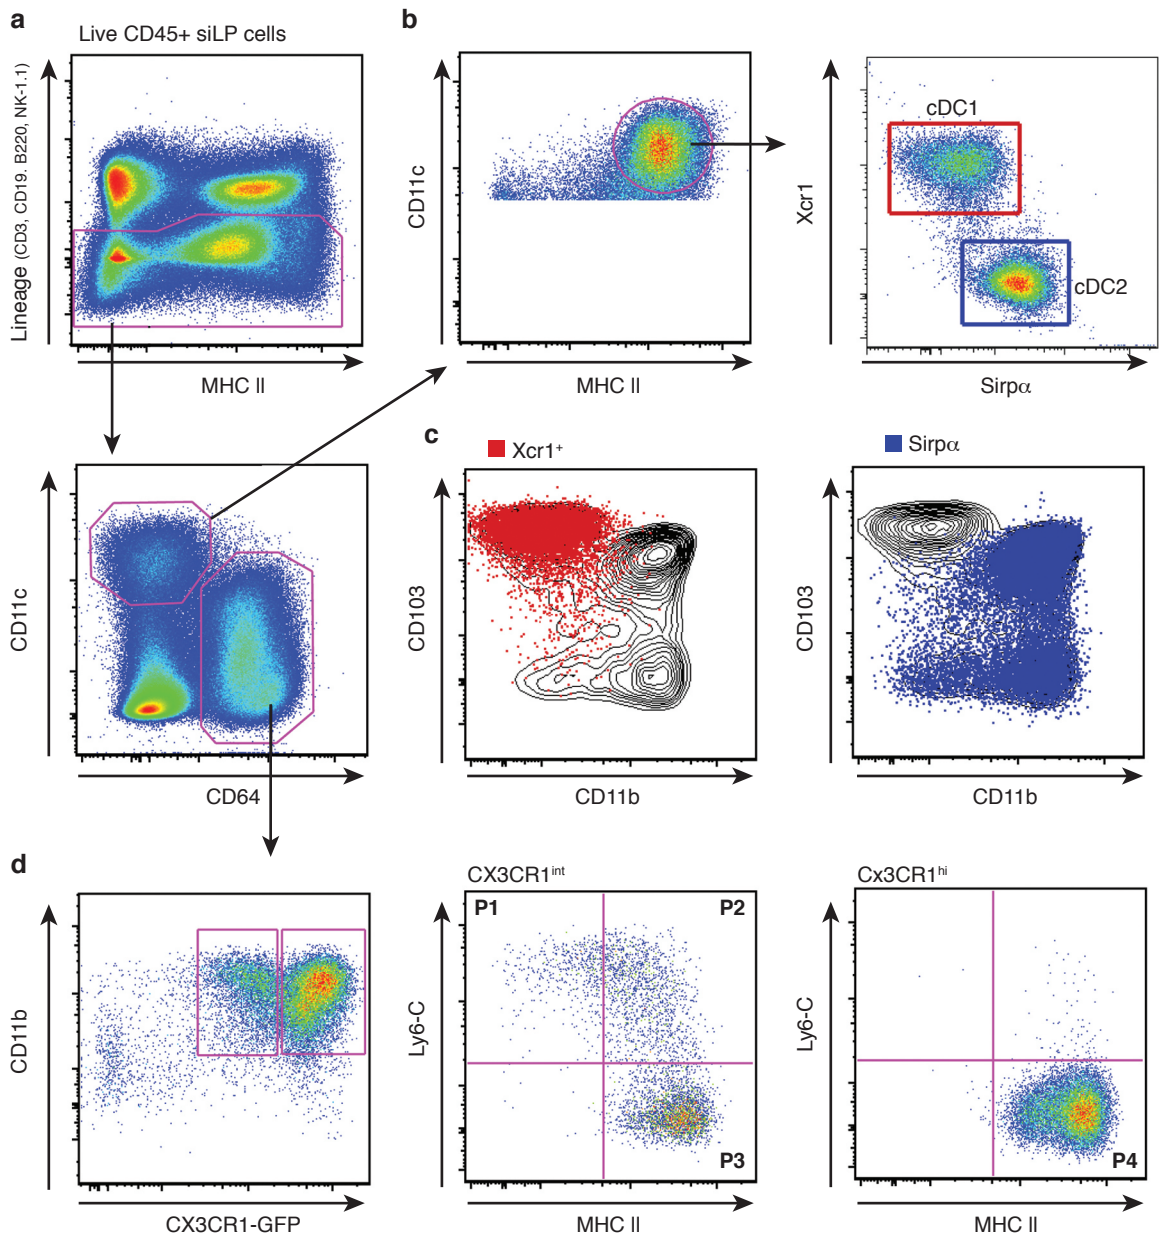 a
Live CD45+ siLP cells
Lineage (CD3, CD19. B220, NK-1.1)
MHC II
b
CD11c
MHC II
Xcr1
cDC1
cDC2
Sirpα
CD11c
CD64
c
Xcr1⁺
CD103
CD11b
Sirpα
CD103
CD11b
d
CD11b
CX3CR1-GFP
CX3CR1ⁱⁿᵗ
P1
P2
P3
Ly6-C
MHC II
Cx3CR1ʰⁱ
Ly6-C
P4
MHC II